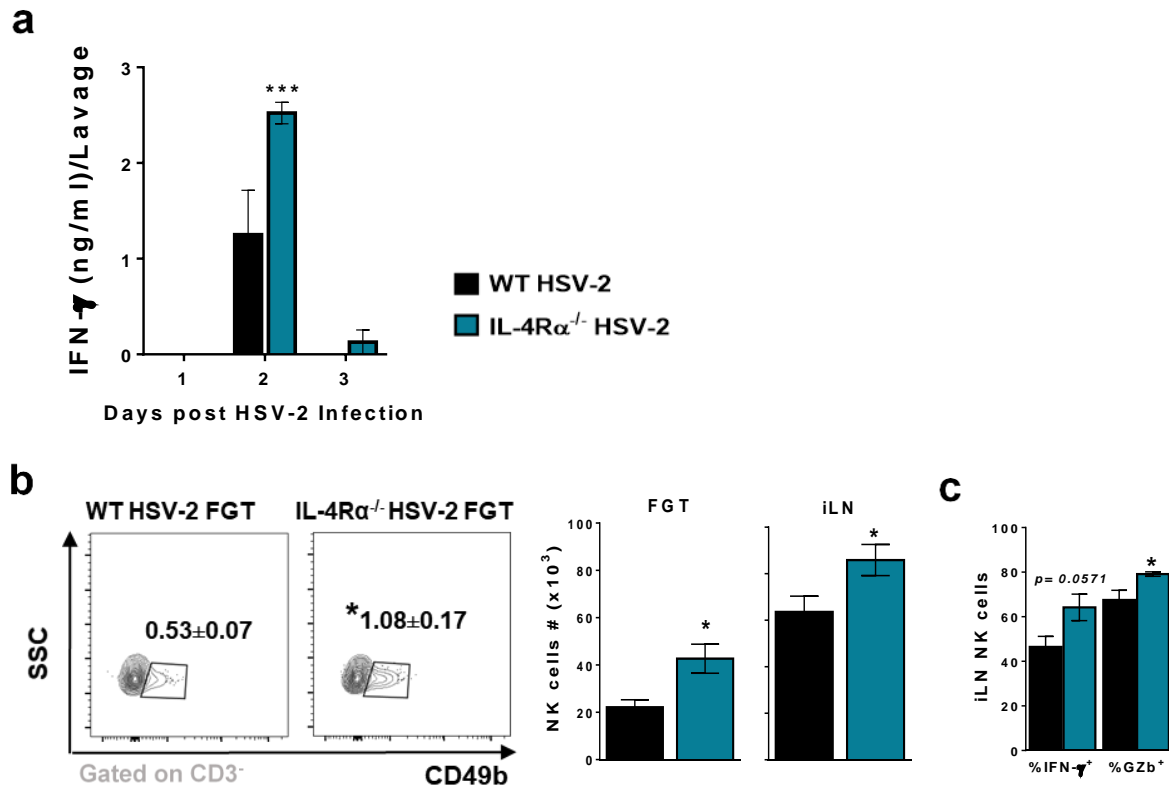 a
IFN-γ (ng/ml)/Lavage
3
2
1
0
***
1 2 3
Days post HSV-2 Infection
WT HSV-2
IL-4Rα-/- HSV-2
b
WT HSV-2 FGT
IL-4Rα-/- HSV-2 FGT
0.53±0.07
*1.08±0.17
SSC
Gated on CD3-
CD49b
FGT
iLN
NK cells # (x10³)
100
80
60
40
20
0
*
*
c
iLN NK cells
100
80
60
40
20
0
p= 0.0571
*
%IFN-γ+ %GZb+